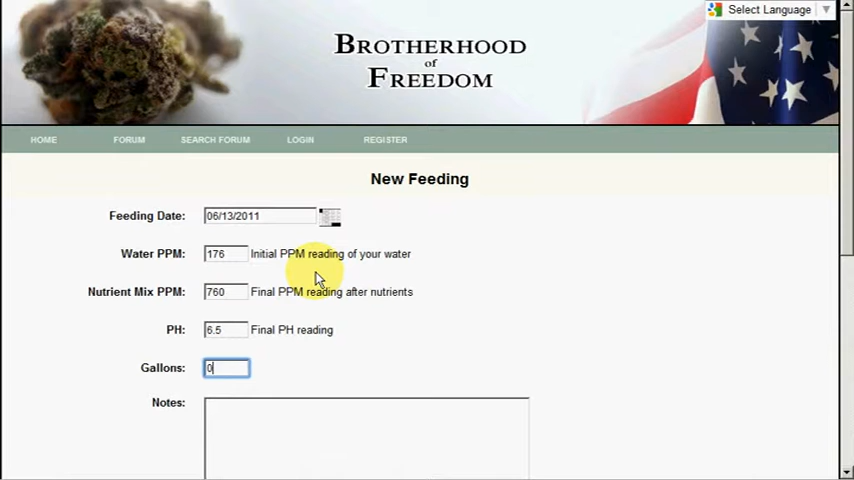 Select Language
BROTHERHOOD
of
FREEDOM
HOME FORUM SEARCH FORUM LOGIN REGISTER
New Feeding
Feeding Date: 06/13/2011
Water PPM: 176 Initial PPM reading of your water
Nutrient Mix PPM: 760 Final PPM reading after nutrients
PH: 6.5 Final PH reading
Gallons: 0
Notes: